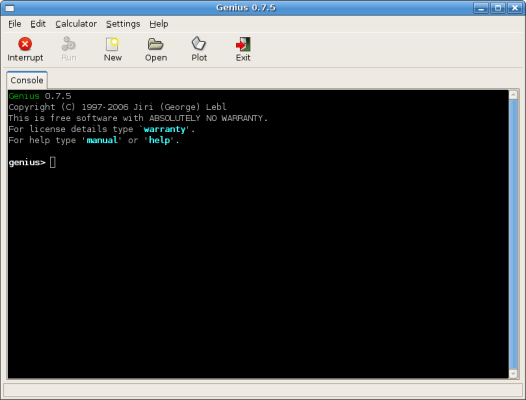 Genius 0.7.5
File Edit Calculator Settings Help
Interrupt Run New Open Plot Exit
Console
Genius 0.7.5
Copyright (C) 1997-2006 Jiri (George) Lebl
This is free software with ABSOLUTELY NO WARRANTY.
For license details type `warranty'.
For help type 'manual' or 'help'.
genius>